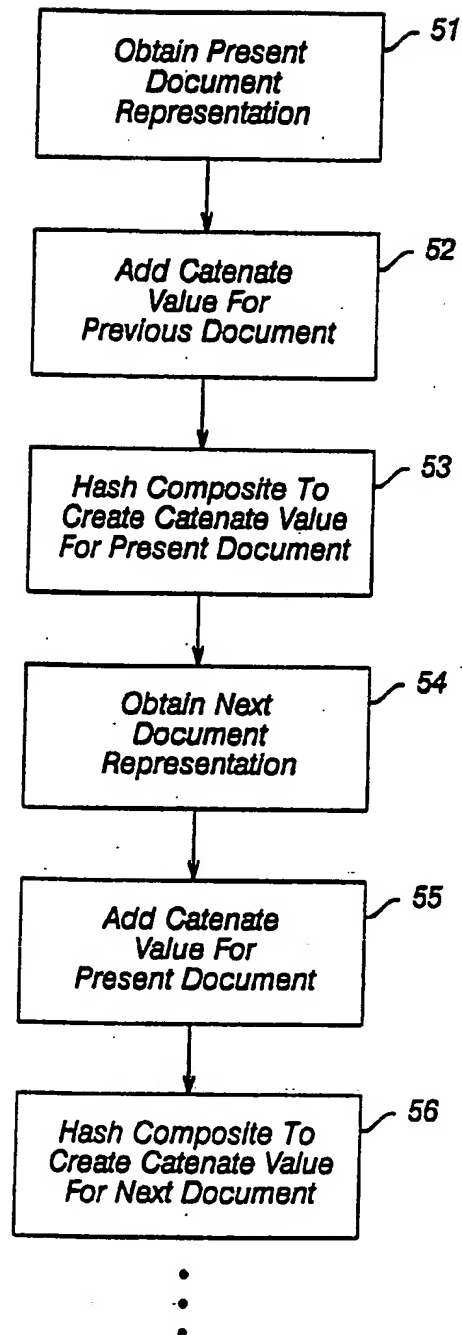 51
Obtain Present
Document
Representation
52
Add Catenate
Value For
Previous Document
53
Hash Composite To
Create Catenate Value
For Present Document
54
Obtain Next
Document
Representation
55
Add Catenate
Value For
Present Document
56
Hash Composite To
Create Catenate Value
For Next Document